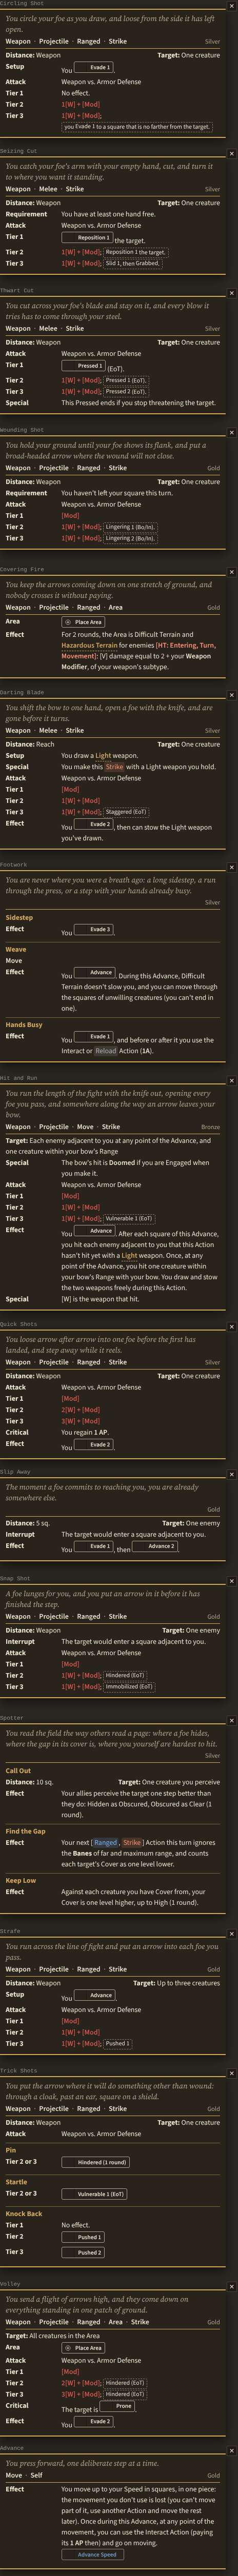 Circling Shot
You circle your foe as you draw, and loose from the side it has left
open.
Weapon · Projectile · Ranged · Strike Silver
Distance: Weapon Target: One creature
Setup You Evade 1.
Attack Weapon vs. Armor Defense
Tier 1 No effect.
Tier 2 1[W] + [Mod]
Tier 3 1[W] + [Mod];
you Evade 1 to a square that is no farther from the target.
Seizing Cut
You catch your foe's arm with your empty hand, cut, and turn it
to where you want it.
Weapon · Melee · Strike Silver
Distance: Weapon Target: One creature
Requirement You have at least one hand free.
Attack Weapon vs. Armor Defense
Tier 1 Reposition 1 the target.
Tier 2 1[W] + [Mod]; Reposition 1 the target.
Tier 3 1[W] + [Mod]; Slid 1, then Grabbed.
Thwart Cut
You cut across your foe's blade and stay on it, and every blow it
tries has to come through your steel.
Weapon · Melee · Strike Silver
Distance: Weapon Target: One creature
Attack Weapon vs. Armor Defense
Tier 1 Pressed 1 (EoT).
Tier 2 1[W] + [Mod]; Pressed 1 (EoT).
Tier 3 1[W] + [Mod]; Pressed 2 (EoT).
Special This Pressed ends if you stop threatening the target.
Wounding Shot
You hold your ground until your foe shows its flank, and put a
broad-headed arrow where the wound will not close.
Weapon · Projectile · Ranged · Strike Gold
Distance: Weapon Target: One creature
Requirement You haven't left your square this turn.
Attack Weapon vs. Armor Defense
Tier 1 [Mod]
Tier 2 1[W] + [Mod]; Lingering 1 (Bo/In).
Tier 3 1[W] + [Mod]; Lingering 2 (Bo/In).
Covering Fire
You keep the arrows coming down on one stretch of ground, and
nobody crosses it without paying.
Weapon · Projectile · Ranged · Area Gold
Area Place Area
Effect For 2 rounds, the Area is Difficult Terrain and
Hazardous Terrain for enemies [HT: Entering, Turn,
Movement]: [V] damage equal to 2 + your Weapon
Modifier, of your weapon's subtype.
Darting Blade
You shift the bow to one hand, open a foe with the knife, and are
gone before it turns.
Weapon · Melee · Strike Silver
Distance: Reach Target: One creature
Setup You draw a Light weapon.
Special You make this Strike with a Light weapon you hold.
Attack Weapon vs. Armor Defense
Tier 1 [Mod]
Tier 2 1[W] + [Mod]
Tier 3 1[W] + [Mod]; Staggered (EoT)
Effect You Evade 2, then can stow the Light weapon
you've drawn.
Footwork
You are never where you were a breath ago: a long sidestep, a run
through the press, or a step with your hands already busy.
Silver
Sidestep
Effect You Evade 3.
Weave
Move
Effect You Advance. During this Advance, Difficult
Terrain doesn't slow you, and you can move through
the squares of unwilling creatures (you can't end in
one).
Hands Busy
Effect You Evade 1, and before or after it you use the
Interact or Reload Action (1A).
Hit and Run
You run the length of the fight with the knife out, opening every
foe you pass, and somewhere along the way an arrow leaves your
bow.
Weapon · Projectile · Move · Strike Bronze
Target: Each enemy adjacent to you at any point of the Advance, and
one creature within your bow's Range
Special The bow's hit is Doomed if you are Engaged when
you make it.
Attack Weapon vs. Armor Defense
Tier 1 [Mod]
Tier 2 1[W] + [Mod]
Tier 3 1[W] + [Mod]; Vulnerable 1 (EoT)
Effect You Advance. After each square of this Advance,
you hit each enemy adjacent to you that this Action
hasn't hit yet with a Light weapon. Once, at any
point of the Advance, you hit one creature within
your bow's Range with your bow. You draw and stow
the two weapons freely during this Action.
Special [W] is the weapon that hit.
Quick Shots
You loose arrow after arrow into one foe before the first has
landed, and step away while it reels.
Weapon · Projectile · Ranged · Strike Silver
Distance: Weapon Target: One creature
Attack Weapon vs. Armor Defense
Tier 1 [Mod]
Tier 2 2[W] + [Mod]
Tier 3 3[W] + [Mod]
Critical You regain 1 AP.
Effect You Evade 2.
Slip Away
The moment a foe commits to reaching you, you are already
somewhere else.
Gold
Distance: 5 sq. Target: One enemy
Interrupt The target would enter a square adjacent to you.
Effect You Evade 1, then Advance 2.
Snap Shot
A foe lunges for you, and you put an arrow in it before it has
finished the step.
Weapon · Projectile · Ranged · Strike Gold
Distance: Weapon Target: One enemy
Interrupt The target would enter a square adjacent to you.
Attack Weapon vs. Armor Defense
Tier 1 [Mod]
Tier 2 1[W] + [Mod]; Hindered (EoT)
Tier 3 1[W] + [Mod]; Immobilized (EoT)
Spotter
You read the field the way others read a page: where a foe hides,
where the gap in its cover is, where you yourself are hardest to hit.
Silver
Call Out
Distance: 10 sq. Target: One creature you perceive
Effect Your allies perceive the target one step better than
they do: Hidden as Obscured, Obscured as Clear (1
round).
Find the Gap
Effect Your next [Ranged, Strike] Action this turn ignores
the Banes of far and maximum range, and counts
each target's Cover as one level lower.
Keep Low
Effect Against each creature you have Cover from, your
Cover is one level higher, up to High (1 round).
Strafe
You run across the line of fight and put an arrow into each foe you
pass.
Weapon · Projectile · Ranged · Strike Gold
Distance: Weapon Target: Up to three creatures
Setup You Advance.
Attack Weapon vs. Armor Defense
Tier 1 [Mod]
Tier 2 1[W] + [Mod]
Tier 3 1[W] + [Mod]; Pushed 1
Trick Shots
You put the arrow where it will do something other than wound:
through a cloak, past an ear, square on a shield.
Weapon · Projectile · Ranged · Strike Gold
Distance: Weapon Target: One creature
Attack Weapon vs. Armor Defense
Pin
Tier 2 or 3 Hindered (1 round)
Startle
Tier 2 or 3 Vulnerable 1 (EoT)
Knock Back
Tier 1 No effect.
Tier 2 Pushed 1
Tier 3 Pushed 2
Volley
You send a flight of arrows high, and they come down on
everything standing in one patch of ground.
Weapon · Projectile · Ranged · Area · Strike Gold
Target: All creatures in the Area
Area Place Area
Attack Weapon vs. Armor Defense
Tier 1 [Mod]
Tier 2 2[W] + [Mod]; Hindered (EoT)
Tier 3 3[W] + [Mod]; Hindered (EoT)
Critical The target is Prone.
Effect You Evade 2.
Advance
You press forward, one deliberate step at a time.
Move · Self Gold
Effect You move up to your Speed in squares, in one piece:
the movement you don't use is lost (you can't move
part of it, use another Action and move the rest
later). Once during this Advance, at any point of the
movement, you can use the Interact Action (paying
its 1 AP then) and go on moving.
Advance Speed